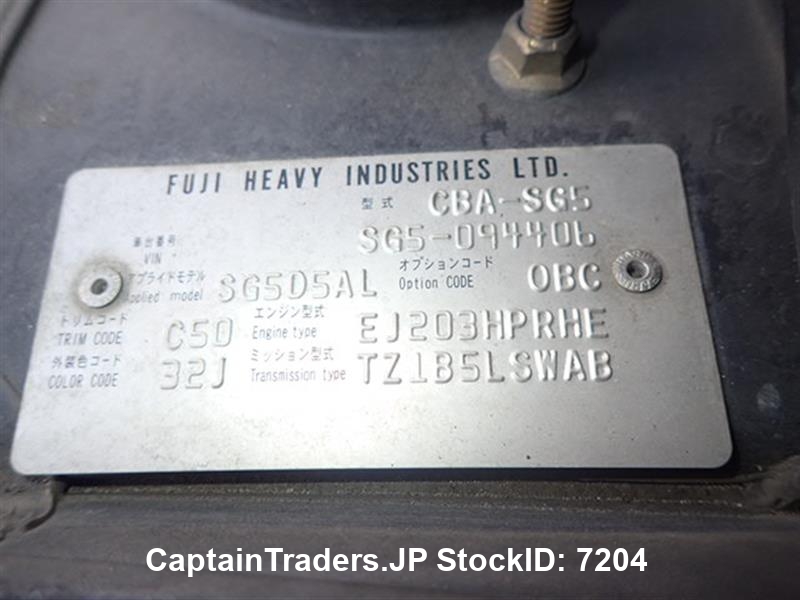 FUJI HEAVY INDUSTRIES LTD.
型式 CBA-SG5
車台番号 SG5-094406
VIN
アプライドモデル オプションコード
applied model SG5D5AL Option CODE OBC
トリムコード エンジン型式
TRIM CODE C50 Engine type EJ203HPRHE
外装色コード ミッション型式
COLOR CODE 32J Transmission type TZ1B5LSWAB
CaptainTraders.JP StockID: 7204